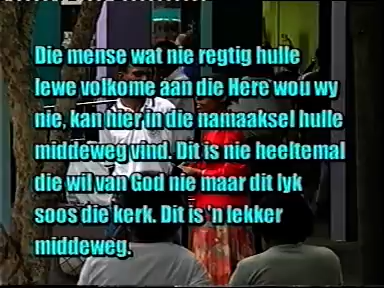 Die mense wat nie regtig hulle
lewe volkome aan die Here wou wy
nie, kan hier in die namaaksel hulle
middeweg vind. Dit is nie heeltemal
die wil van God nie maar dit lyk
soos die kerk. Dit is 'n lekker
middeweg.